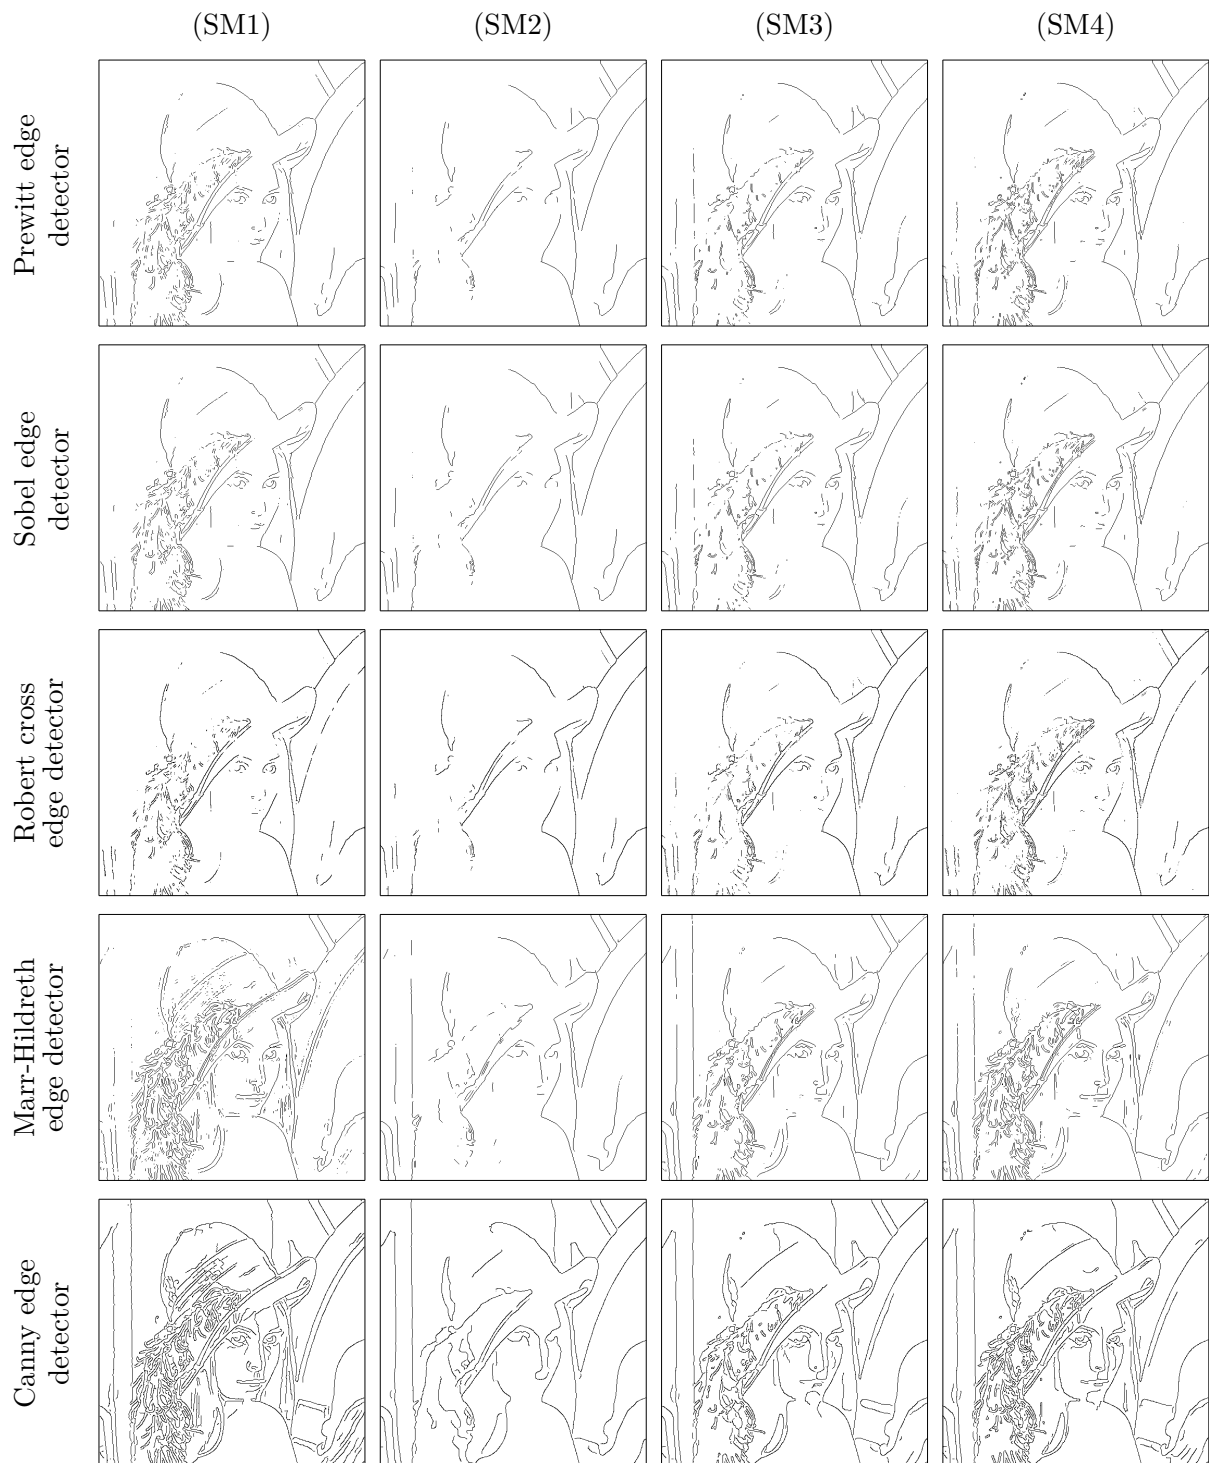 (SM1) (SM2) (SM3) (SM4)
Prewitt edge
detector
Sobel edge
detector
Robert cross
edge detector
Marr-Hildreth
edge detector
Canny edge
detector